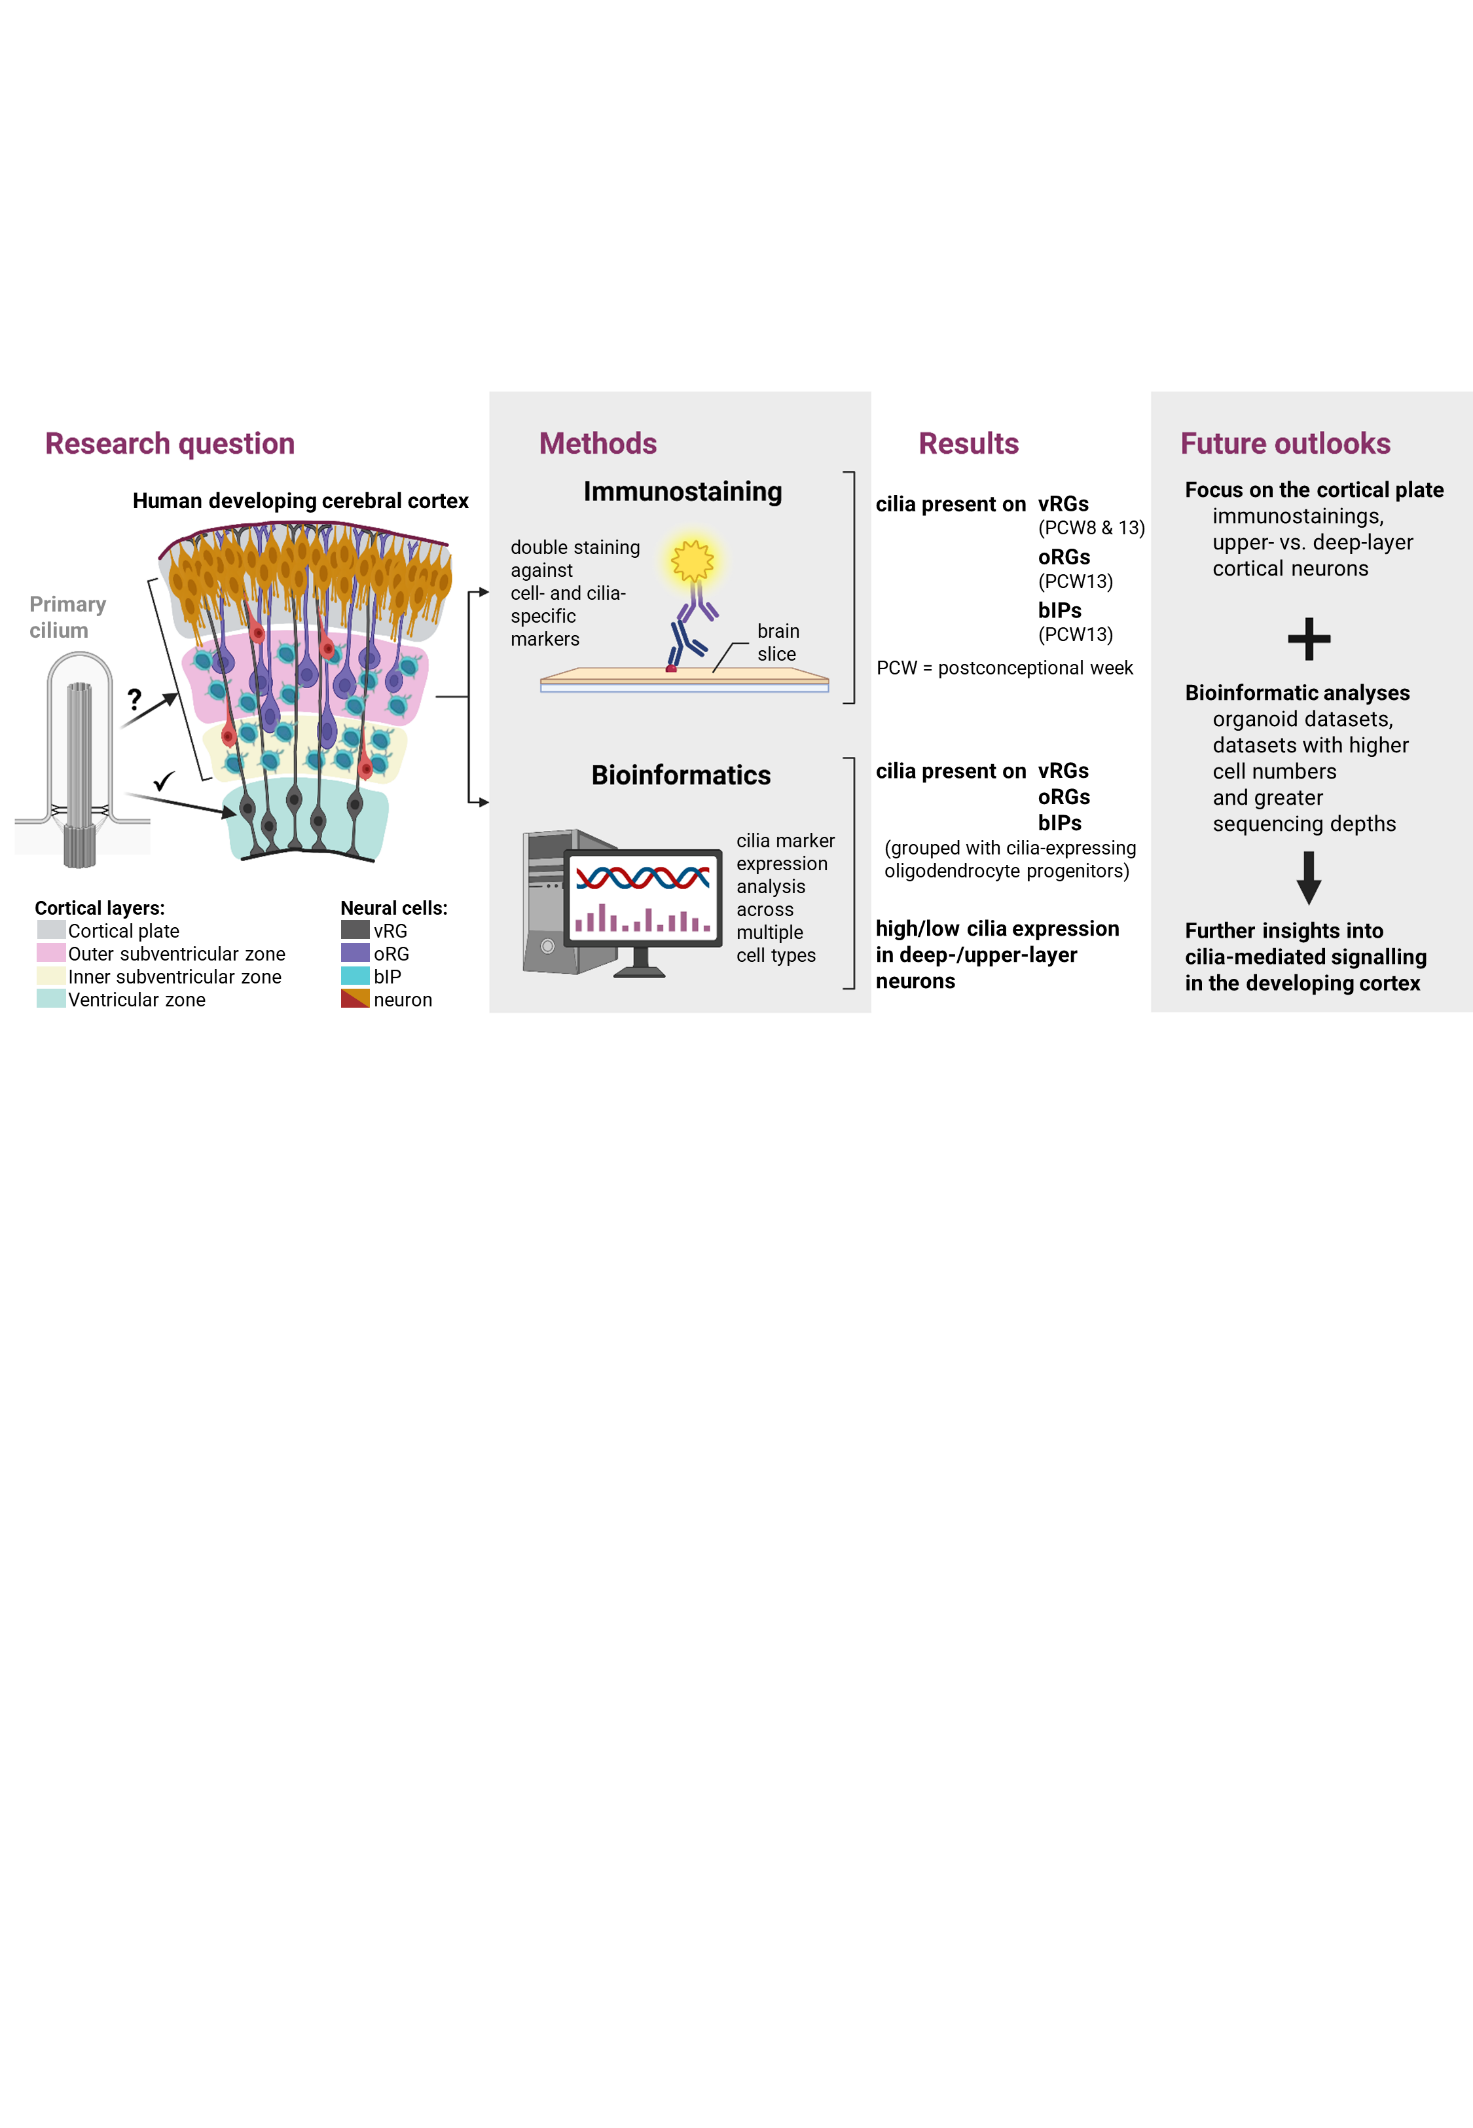 Research question
Human developing cerebral cortex
Primary
cilium
?
Cortical layers:
Cortical plate
Outer subventricular zone
Inner subventricular zone
Ventricular zone
Neural cells:
vRG
oRG
bIP
neuron
Methods
Immunostaining
double staining
against
cell- and cilia-
specific
markers
brain
slice
Bioinformatics
cilia marker
expression
analysis
across
multiple
cell types
Results
cilia present on vRGs
(PCW8 & 13)
oRGs
(PCW13)
bIPs
(PCW13)
PCW = postconceptional week
cilia present on vRGs
oRGs
bIPs
(grouped with cilia-expressing
oligodendrocyte progenitors)
high/low cilia expression
in deep-/upper-layer
neurons
Future outlooks
Focus on the cortical plate
immunostainings,
upper- vs. deep-layer
cortical neurons
+
Bioinformatic analyses
organoid datasets,
datasets with higher
cell numbers
and greater
sequencing depths
Further insights into
cilia-mediated signalling
in the developing cortex